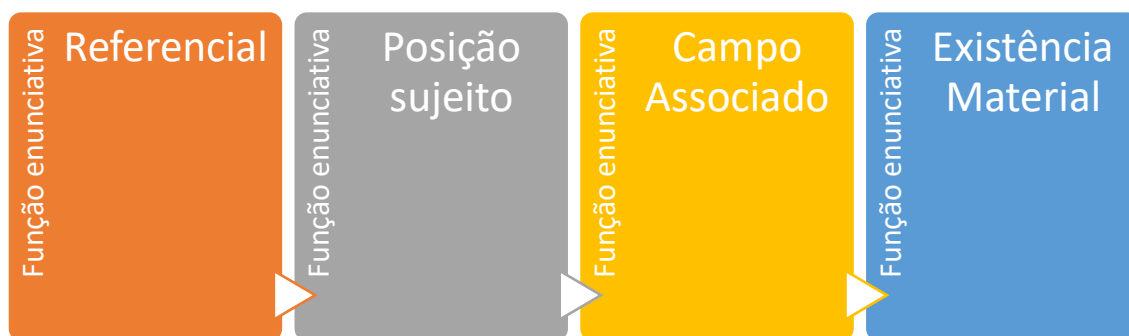 Função enunciativa
Referencial
Função enunciativa
Posição
sujeito
Função enunciativa
Campo
Associado
Função enunciativa
Existência
Material